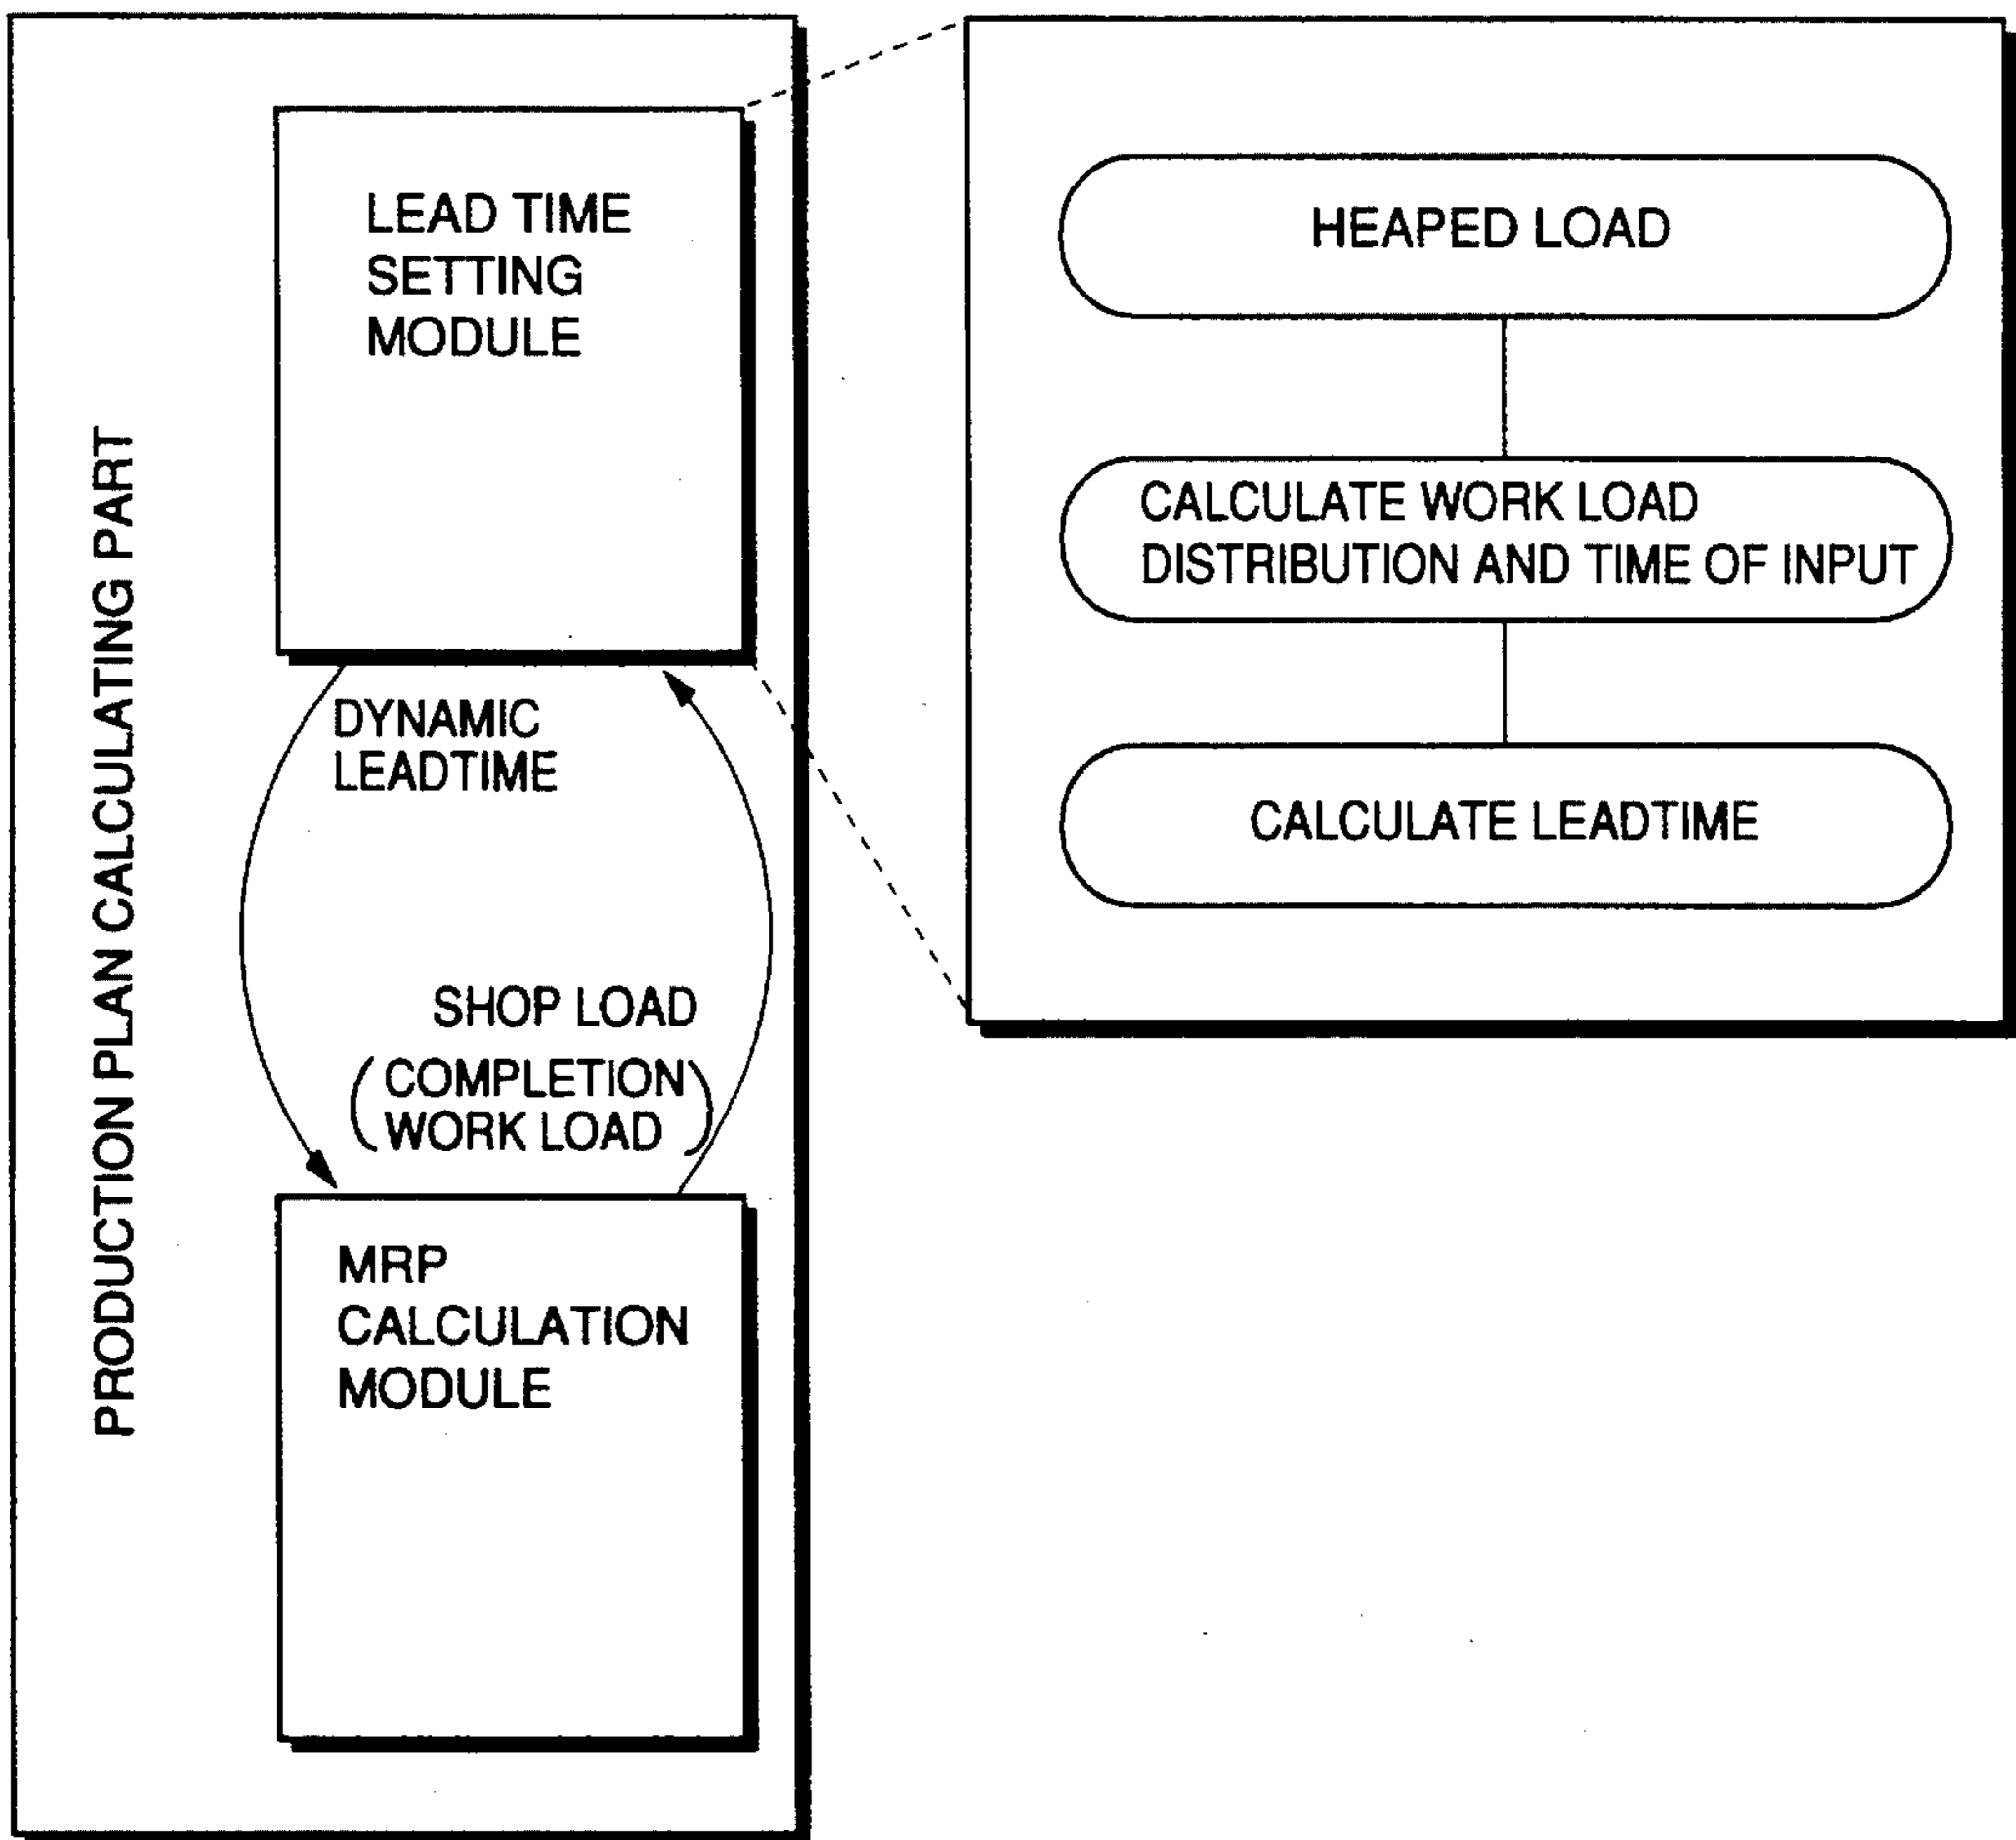 PRODUCTION PLAN CALCULATING PART
LEAD TIME
SETTING
MODULE
DYNAMIC
LEADTIME
SHOP LOAD
(COMPLETION
WORK LOAD)
MRP
CALCULATION
MODULE
HEAPED LOAD
CALCULATE WORK LOAD
DISTRIBUTION AND TIME OF INPUT
CALCULATE LEADTIME